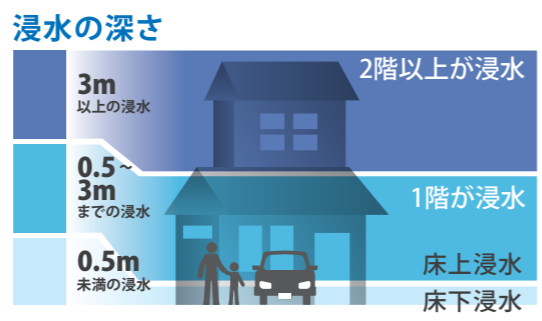 浸水の深さ
3m
以上の浸水
2階以上が浸水
0.5～
3m
までの浸水
1階が浸水
0.5m
未満の浸水
床上浸水
床下浸水